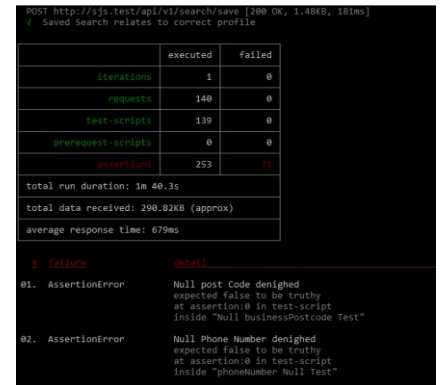 POST http://sjs.test/api/v1/search/save [200 OK, 1.48KB, 181ms]
√ Saved Search relates to correct profile
executed failed
iterations 1 0
requests 140 0
test-scripts 139 0
prerequest-scripts 0 0
assertions 253 71
total run duration: 1m 40.3s
total data received: 290.82KB (approx)
average response time: 679ms
# failure detail
01. AssertionError Null post Code denighed
expected false to be truthy
at assertion:0 in test-script
inside "Null businessPostcode Test"
02. AssertionError Null Phone Number denighed
expected false to be truthy
at assertion:0 in test-script
inside "phoneNumber Null Test"